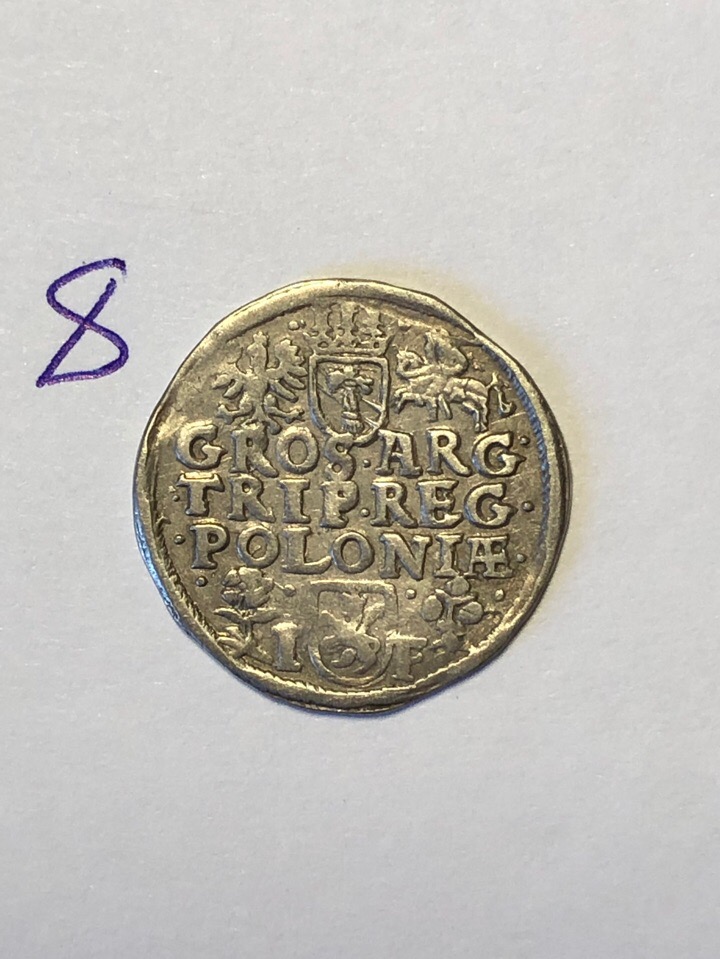 8
GROS·ARG·
·TRIP·REG·
·POLONIÆ·
I F